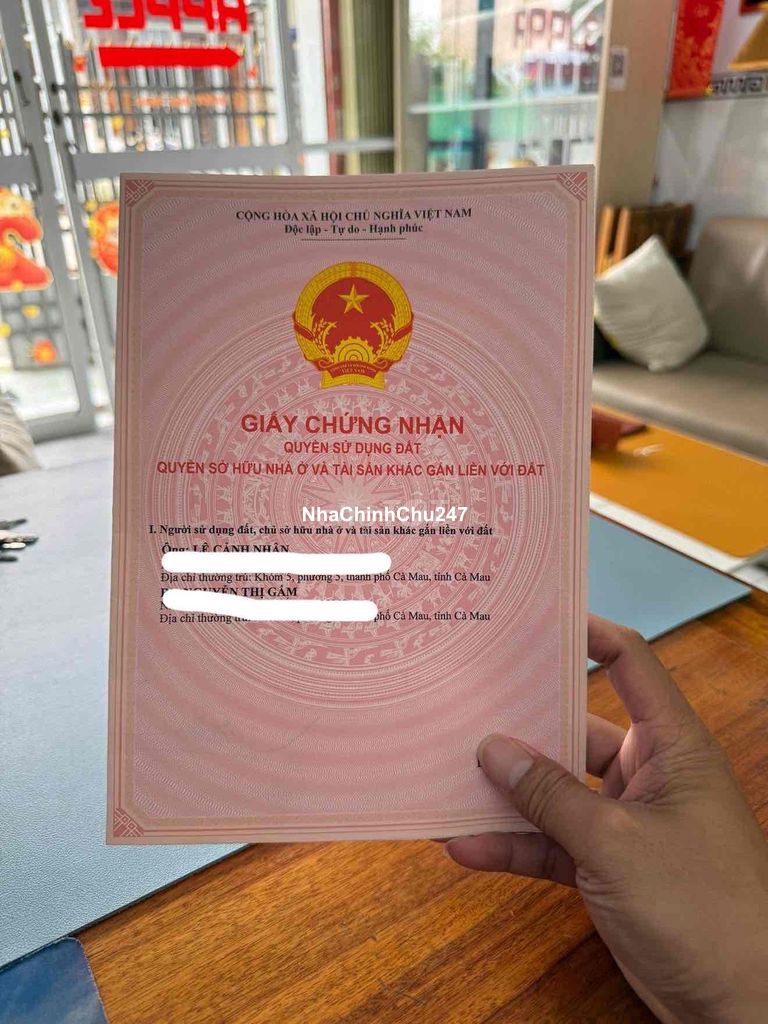 CỘNG HÒA XÃ HỘI CHỦ NGHĨA VIỆT NAM
Độc lập - Tự do - Hạnh phúc
GIẤY CHỨNG NHẬN
QUYỀN SỬ DỤNG ĐẤT
QUYỀN SỞ HỮU NHÀ Ở VÀ TÀI SẢN KHÁC GẮN LIỀN VỚI ĐẤT
NhaChinhChu247
I. Người sử dụng đất, chủ sở hữu nhà ở và tài sản khác gắn liền với đất
Ông: LÊ CẢNH NHÂN
Địa chỉ thường trú: Khóm 5, phường 5, thành phố Cà Mau, tỉnh Cà Mau
NGUYỄN THỊ GẤM
Địa chỉ thường phố Cà Mau, tỉnh Cà Mau